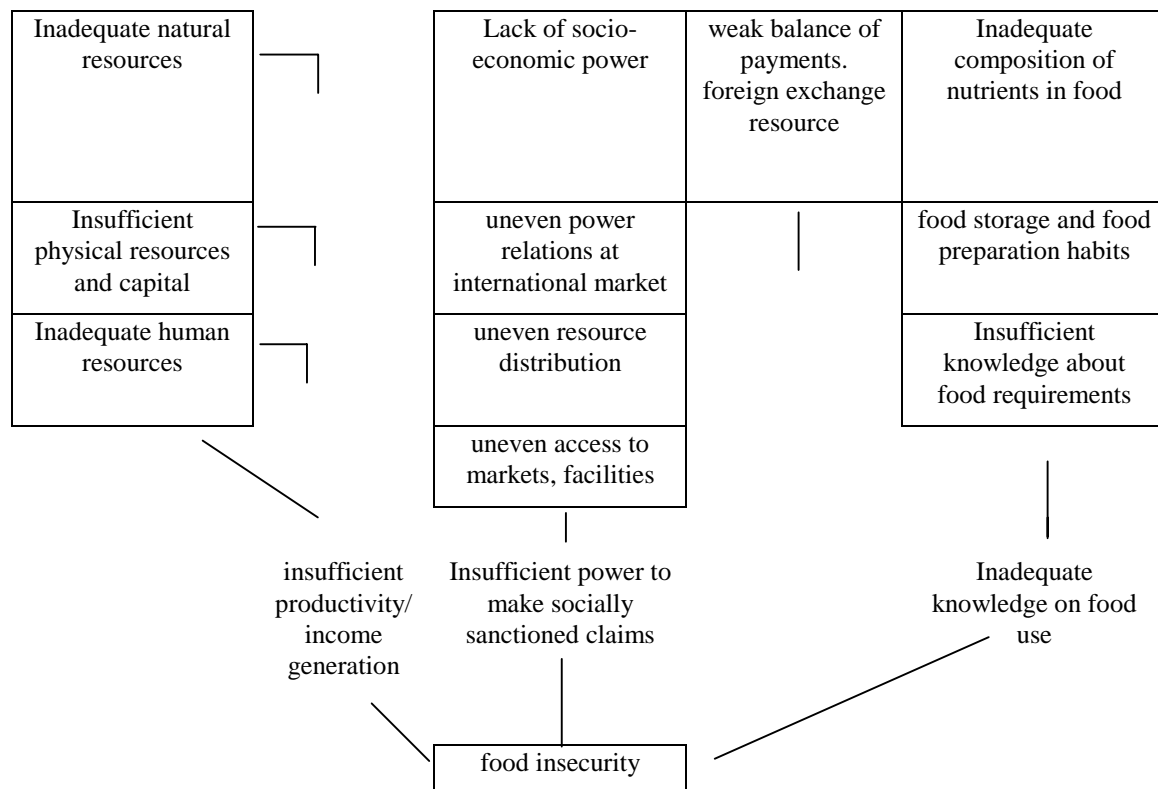 Inadequate natural
resources
Lack of socio-
economic power
weak balance of
payments.
foreign exchange
resource
Inadequate
composition of
nutrients in food
Insufficient
physical resources
and capital
uneven power
relations at
international market
food storage and food
preparation habits
Inadequate human
resources
uneven resource
distribution
Insufficient
knowledge about
food requirements
uneven access to
markets, facilities
insufficient
productivity/
income
generation
Insufficient power to
make socially
sanctioned claims
Inadequate
knowledge on food
use
food insecurity